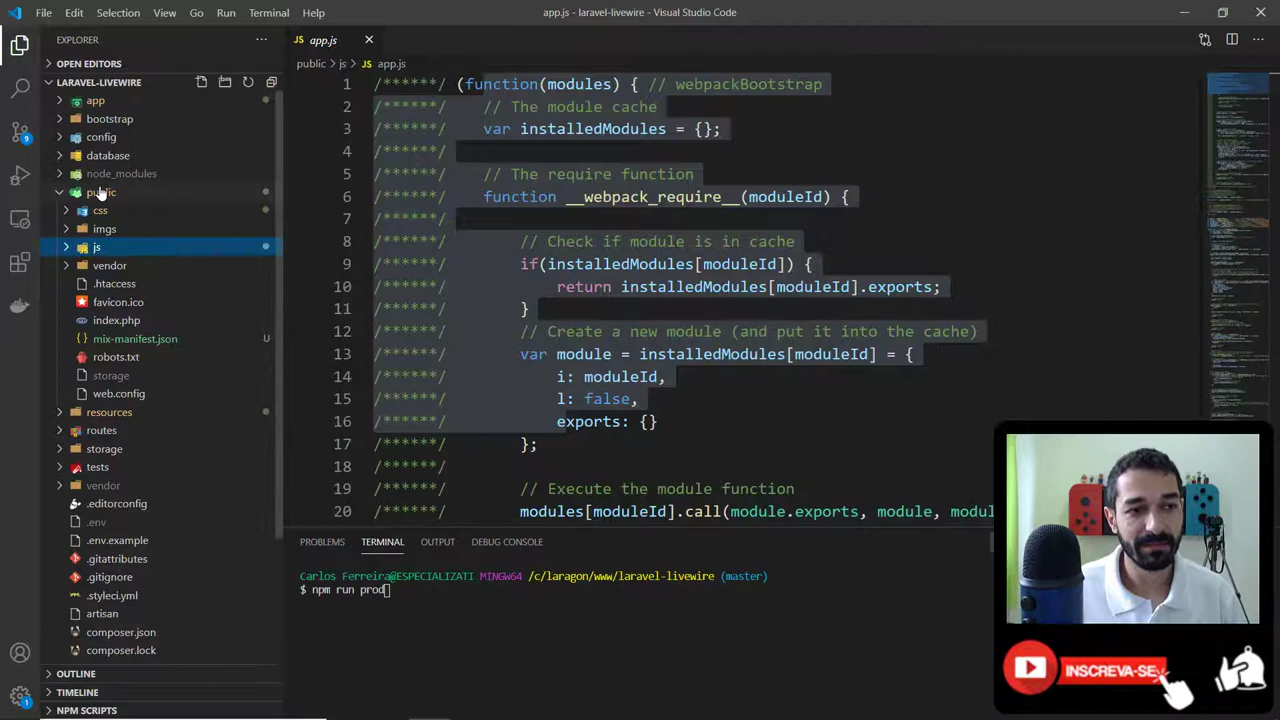 File Edit Selection View Go Run Terminal Help
app.js - laravel-livewire - Visual Studio Code
EXPLORER
OPEN EDITORS
LARAVEL-LIVEWIRE
app
bootstrap
config
database
node_modules
public
css
imgs
js
vendor
.htaccess
favicon.ico
index.php
{} mix-manifest.json U
robots.txt
storage
web.config
resources
routes
storage
tests
vendor
.editorconfig
.env
.env.example
.gitattributes
.gitignore
.styleci.yml
artisan
composer.json
composer.lock
OUTLINE
TIMELINE
NPM SCRIPTS
9
1
JS app.js
public > js > JS app.js
1 /******/ (function(modules) { // webpackBootstrap
2 /******/ // The module cache
3 /******/ var installedModules = {};
4 /******/
5 /******/ // The require function
6 /******/ function __webpack_require__(moduleId) {
7 /******/
8 /******/ // Check if module is in cache
9 /******/ if(installedModules[moduleId]) {
10 /******/ return installedModules[moduleId].exports;
11 /******/ }
12 /******/ // Create a new module (and put it into the cache)
13 /******/ var module = installedModules[moduleId] = {
14 /******/ i: moduleId,
15 /******/ l: false,
16 /******/ exports: {}
17 /******/ };
18 /******/
19 /******/ // Execute the module function
20 /******/ modules[moduleId].call(module.exports, module, modul
PROBLEMS TERMINAL OUTPUT DEBUG CONSOLE
Carlos Ferreira@ESPECIALIZATI MINGW64 /c/laragon/www/laravel-livewire (master)
$ npm run prod
INSCREVA-SE